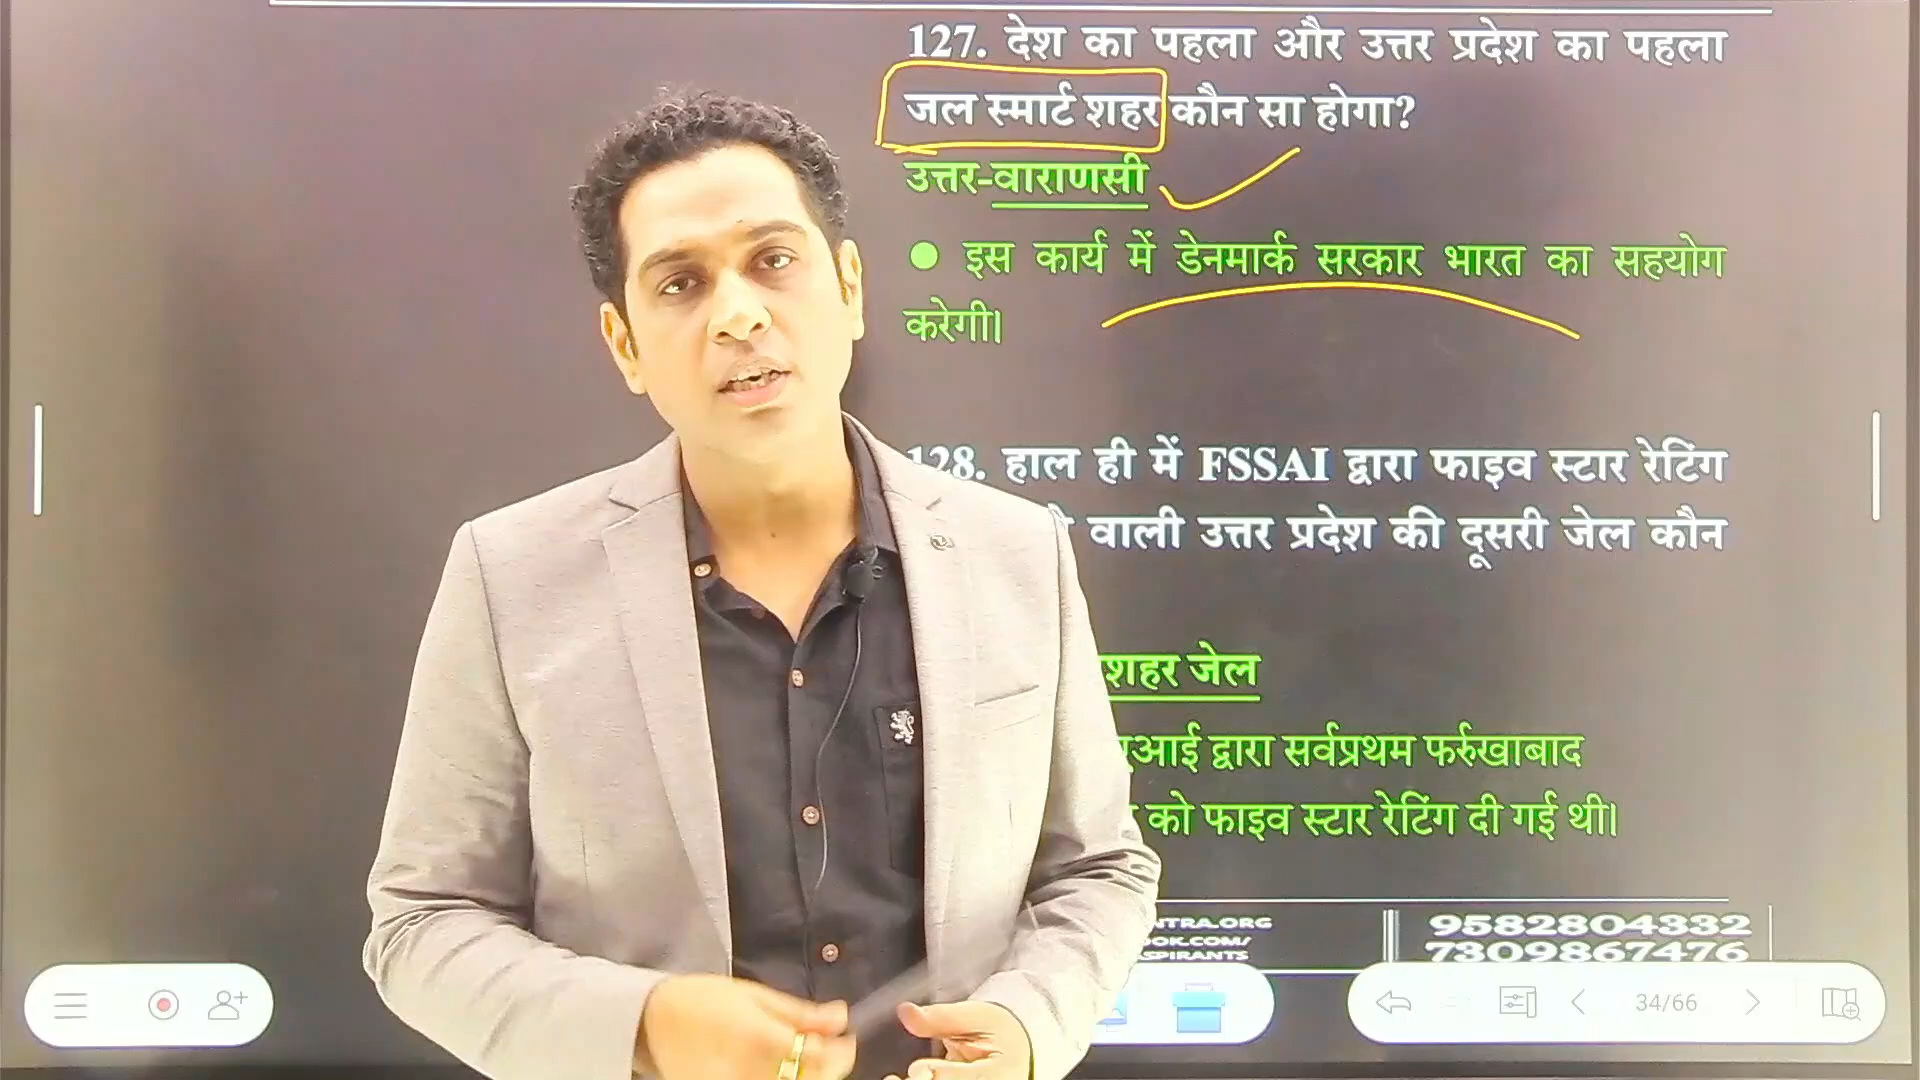 127. देश का पहला और उत्तर प्रदेश का पहला
जल स्मार्ट शहर कौन सा होगा?
उत्तर-वाराणसी
● इस कार्य में डेनमार्क सरकार भारत का सहयोग
करेगी।
128. हाल ही में FSSAI द्वारा फाइव स्टार रेटिंग
वाली उत्तर प्रदेश की दूसरी जेल कौन
शहर जेल
द्वारा सर्वप्रथम फर्रुखाबाद
को फाइव स्टार रेटिंग दी गई थी।
9582804332
7309867476
34/66